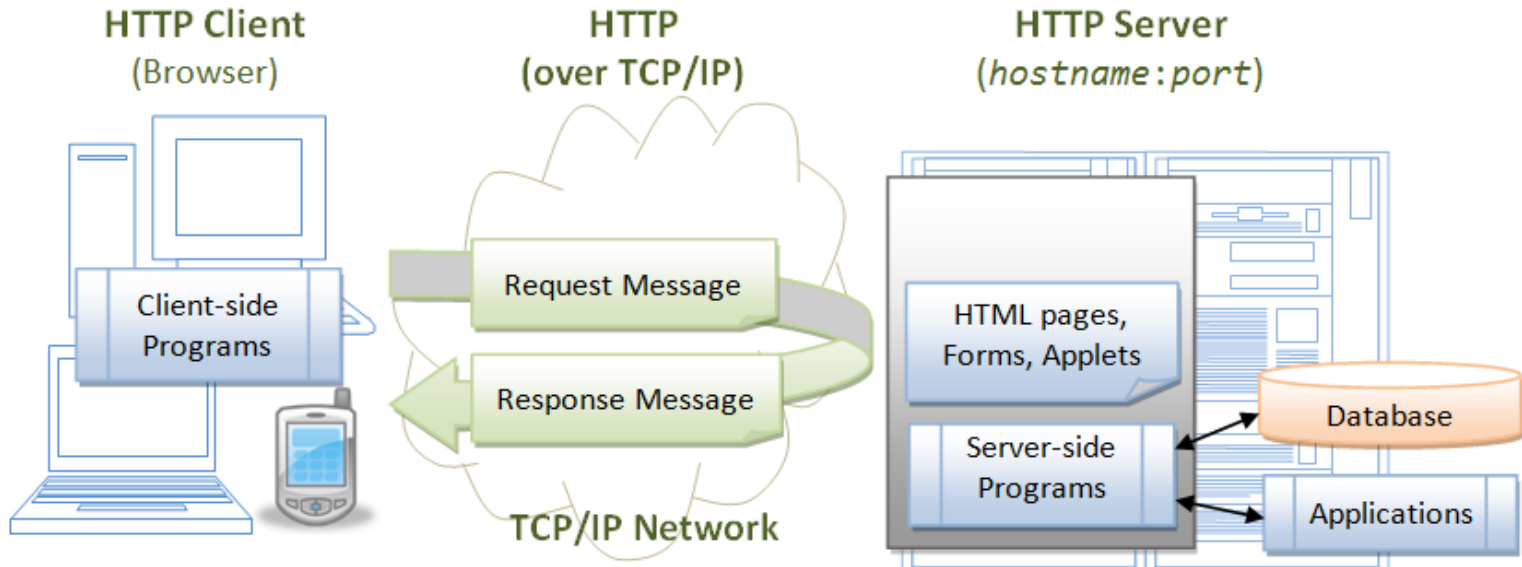 HTTP Client
(Browser)
HTTP
(over TCP/IP)
HTTP Server
(hostname:port)
Client-side
Programs
Request Message
Response Message
TCP/IP Network
HTML pages,
Forms, Applets
Server-side
Programs
Database
Applications